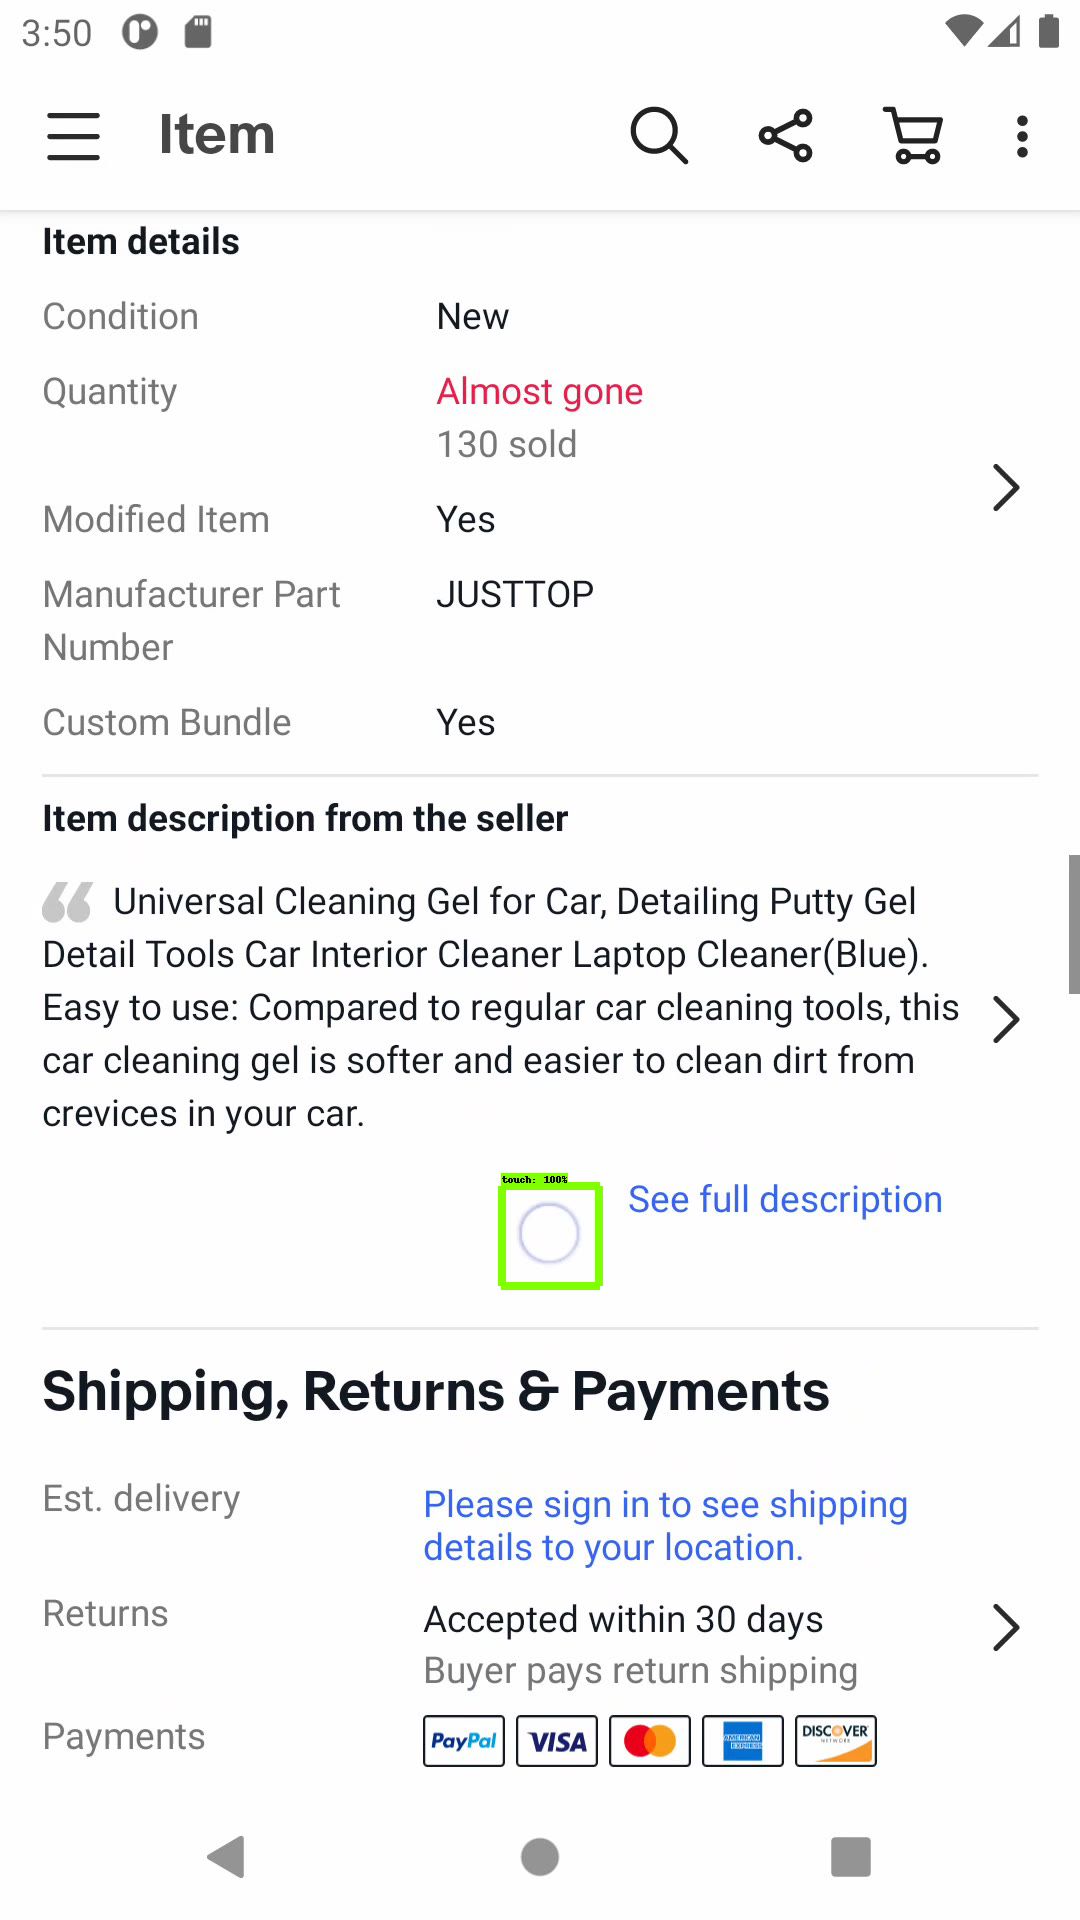 3:50
Item
Item details
Condition
New
Quantity
Almost gone
130 sold
Modified Item
Yes
Manufacturer Part
Number
JUSTTOP
Custom Bundle
Yes
Item description from the seller
Universal Cleaning Gel for Car, Detailing Putty Gel
Detail Tools Car Interior Cleaner Laptop Cleaner(Blue).
Easy to use: Compared to regular car cleaning tools, this
car cleaning gel is softer and easier to clean dirt from
crevices in your car.
touch: 100%
See full description
Shipping, Returns & Payments
Est. delivery
Please sign in to see shipping
details to your location.
Returns
Accepted within 30 days
Buyer pays return shipping
Payments
PayPal
VISA
AMERICAN
EXPRESS
DISCOVER
NETWORK